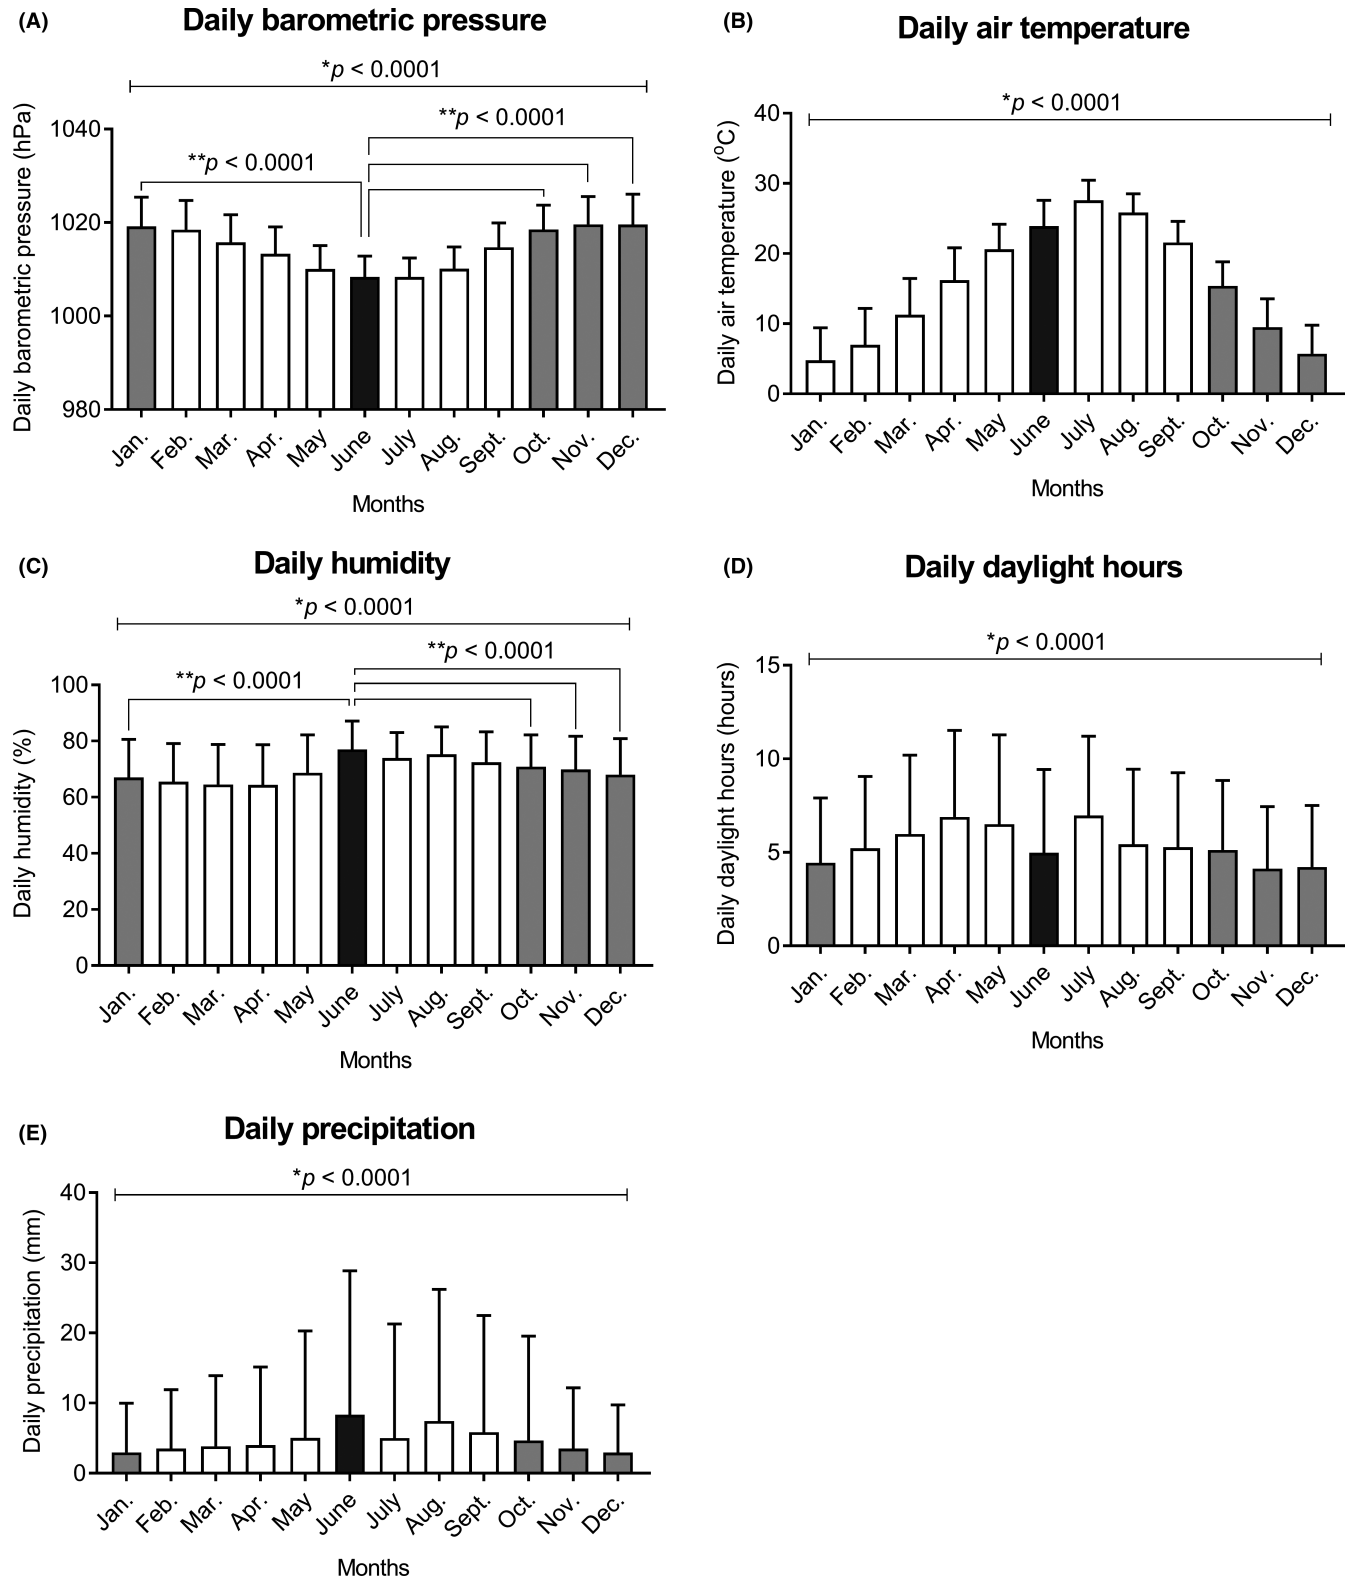 (A) Daily barometric pressure
*p < 0.0001
**p < 0.0001
**p < 0.0001
Daily barometric pressure (hPa)
1040
1020
1000
980
Jan. Feb. Mar. Apr. May June July Aug. Sept. Oct. Nov. Dec.
Months
(B) Daily air temperature
*p < 0.0001
Daily air temperature (⁰C)
40
30
20
10
0
Jan. Feb. Mar. Apr. May June July Aug. Sept. Oct. Nov. Dec.
Months
(C) Daily humidity
*p < 0.0001
**p < 0.0001
**p < 0.0001
Daily humidity (%)
100
80
60
40
20
0
Jan. Feb. Mar. Apr. May June July Aug. Sept. Oct. Nov. Dec.
Months
(D) Daily daylight hours
*p < 0.0001
Daily daylight hours (hours)
15
10
5
0
Jan. Feb. Mar. Apr. May June July Aug. Sept. Oct. Nov. Dec.
Months
(E) Daily precipitation
*p < 0.0001
Daily precipitation (mm)
40
30
20
10
0
Jan. Feb. Mar. Apr. May June July Aug. Sept. Oct. Nov. Dec.
Months